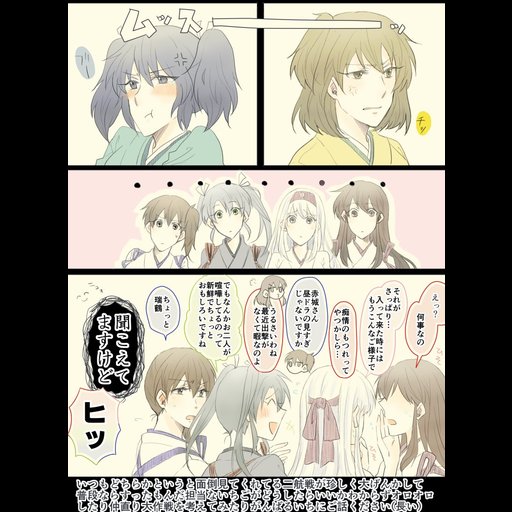 ムッスーッ
プクー
チッ
・・・・・・・・・・
えっ？
何事なの
それが
さっぱり…
入って来た時には
もうこんなご様子で
痴情のもつれって
やつかしら…
赤城さん
昼ドラの見すぎ
じゃないですか
うるさいわね
最近出撃が
なくて暇なのよ
でもなんかお二人が
喧嘩してるのって
新鮮でちょっと
おもしろいですね
ちょっと
瑞鶴
聞こえて
ますけど
ヒッ
いつもどちらかというと面倒見てくれてる二航戦が珍しく大げんかして
普段ならすったもんだ担当ないちごがどうしたらいいかわからずオロオロ
したり仲直り大作戦を考えてみたりがんばるいちにご話ください(長い)